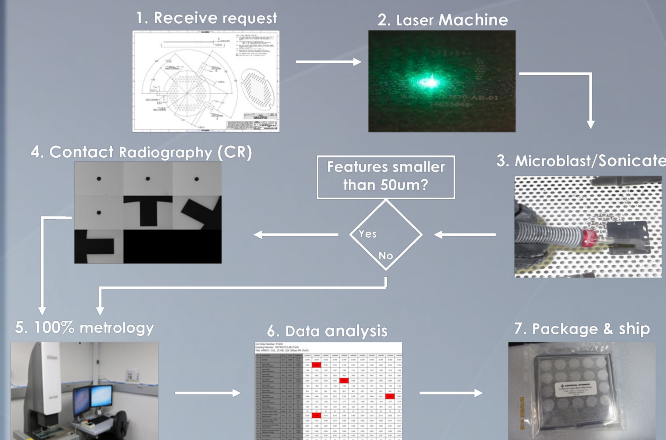 1. Receive request
2. Laser Machine
4. Contact Radiography (CR)
Features smaller
than 50um?
3. Microblast/Sonicate
Yes
No
5. 100% metrology
6. Data analysis
7. Package & ship